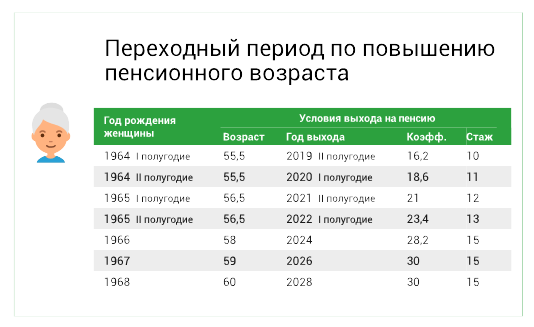 Переходный период по повышению
пенсионного возраста
Год рождения женщины Условия выхода на пенсию
Возраст Год выхода Коэфф. Стаж
1964 I полугодие 55,5 2019 II полугодие 16,2 10
1964 II полугодие 55,5 2020 I полугодие 18,6 11
1965 I полугодие 56,5 2021 II полугодие 21 12
1965 II полугодие 56,5 2022 I полугодие 23,4 13
1966 58 2024 28,2 15
1967 59 2026 30 15
1968 60 2028 30 15